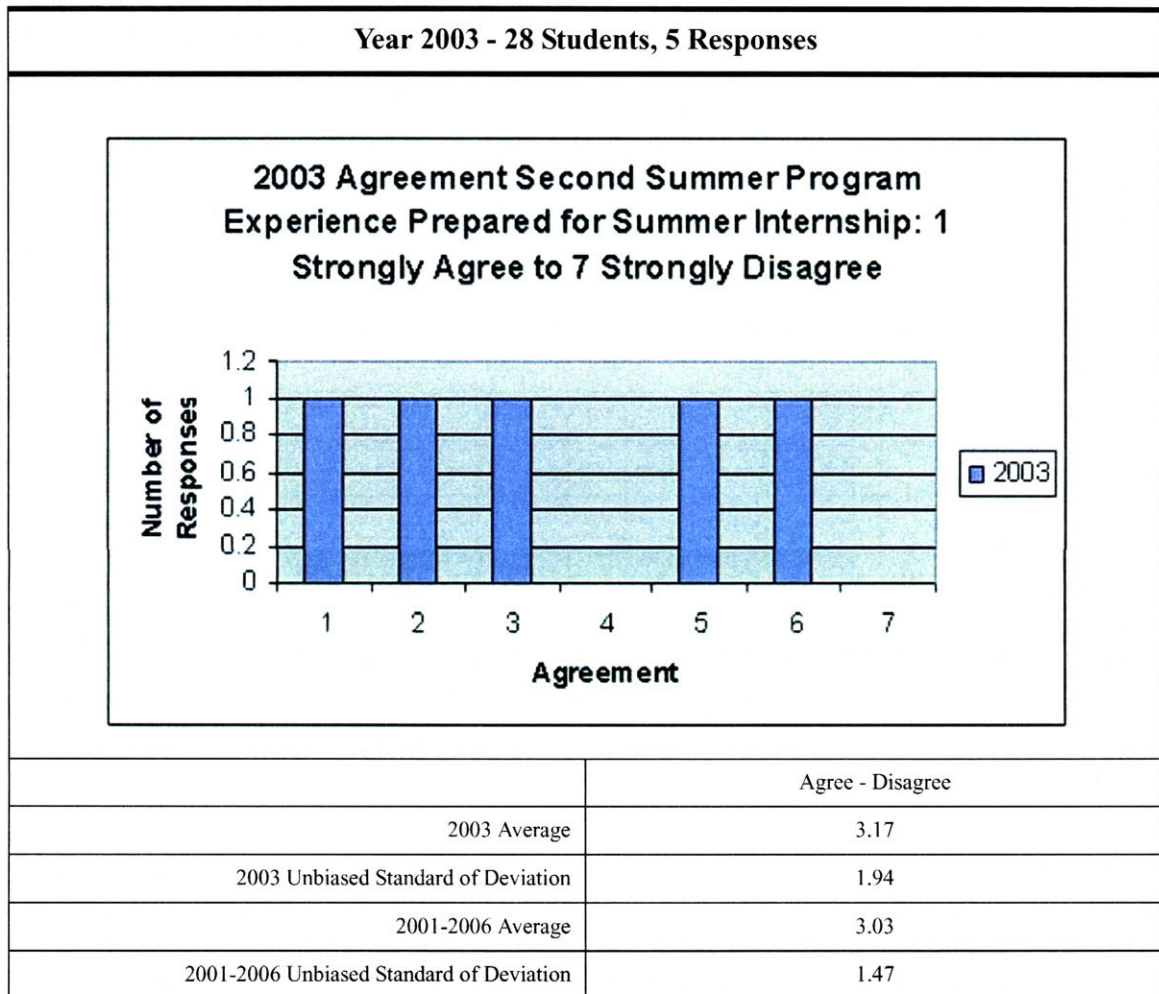 Year 2003 - 28 Students, 5 Responses
2003 Agreement Second Summer Program
Experience Prepared for Summer Internship: 1
Strongly Agree to 7 Strongly Disagree
Number of
Responses
1.2
1
0.8
0.6
0.4
0.2
0
1 2 3 4 5 6 7
Agreement
2003
Agree - Disagree
2003 Average 3.17
2003 Unbiased Standard of Deviation 1.94
2001-2006 Average 3.03
2001-2006 Unbiased Standard of Deviation 1.47